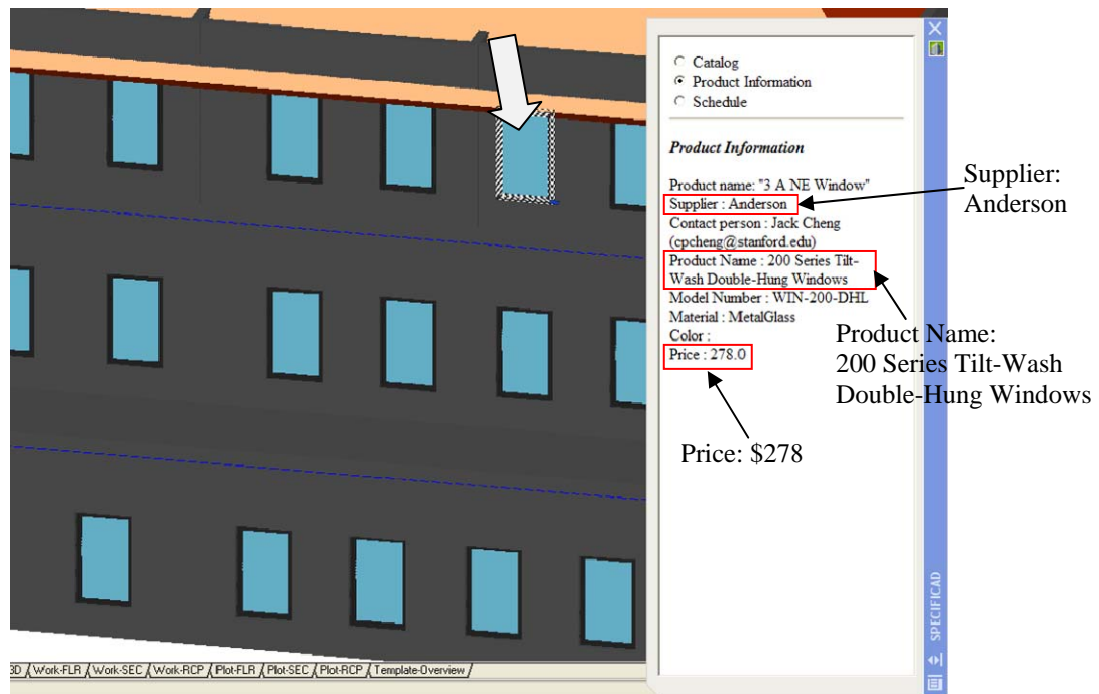 Catalog
Product Information
Schedule
Product Information
Product name: "3 A NE Window"
Supplier : Anderson
Contact person : Jack Cheng
(cpcheng@stanford.edu)
Product Name : 200 Series Tilt-
Wash Double-Hung Windows
Model Number : WIN-200-DHL
Material : MetalGlass
Color :
Price : 278.0
Supplier:
Anderson
Product Name:
200 Series Tilt-Wash
Double-Hung Windows
Price: $278
SPECIFICAD
3D / Work-FLR / Work-SEC / Work-RCP / Plot-FLR / Plot-SEC / Plot-RCP / Template-Overview /